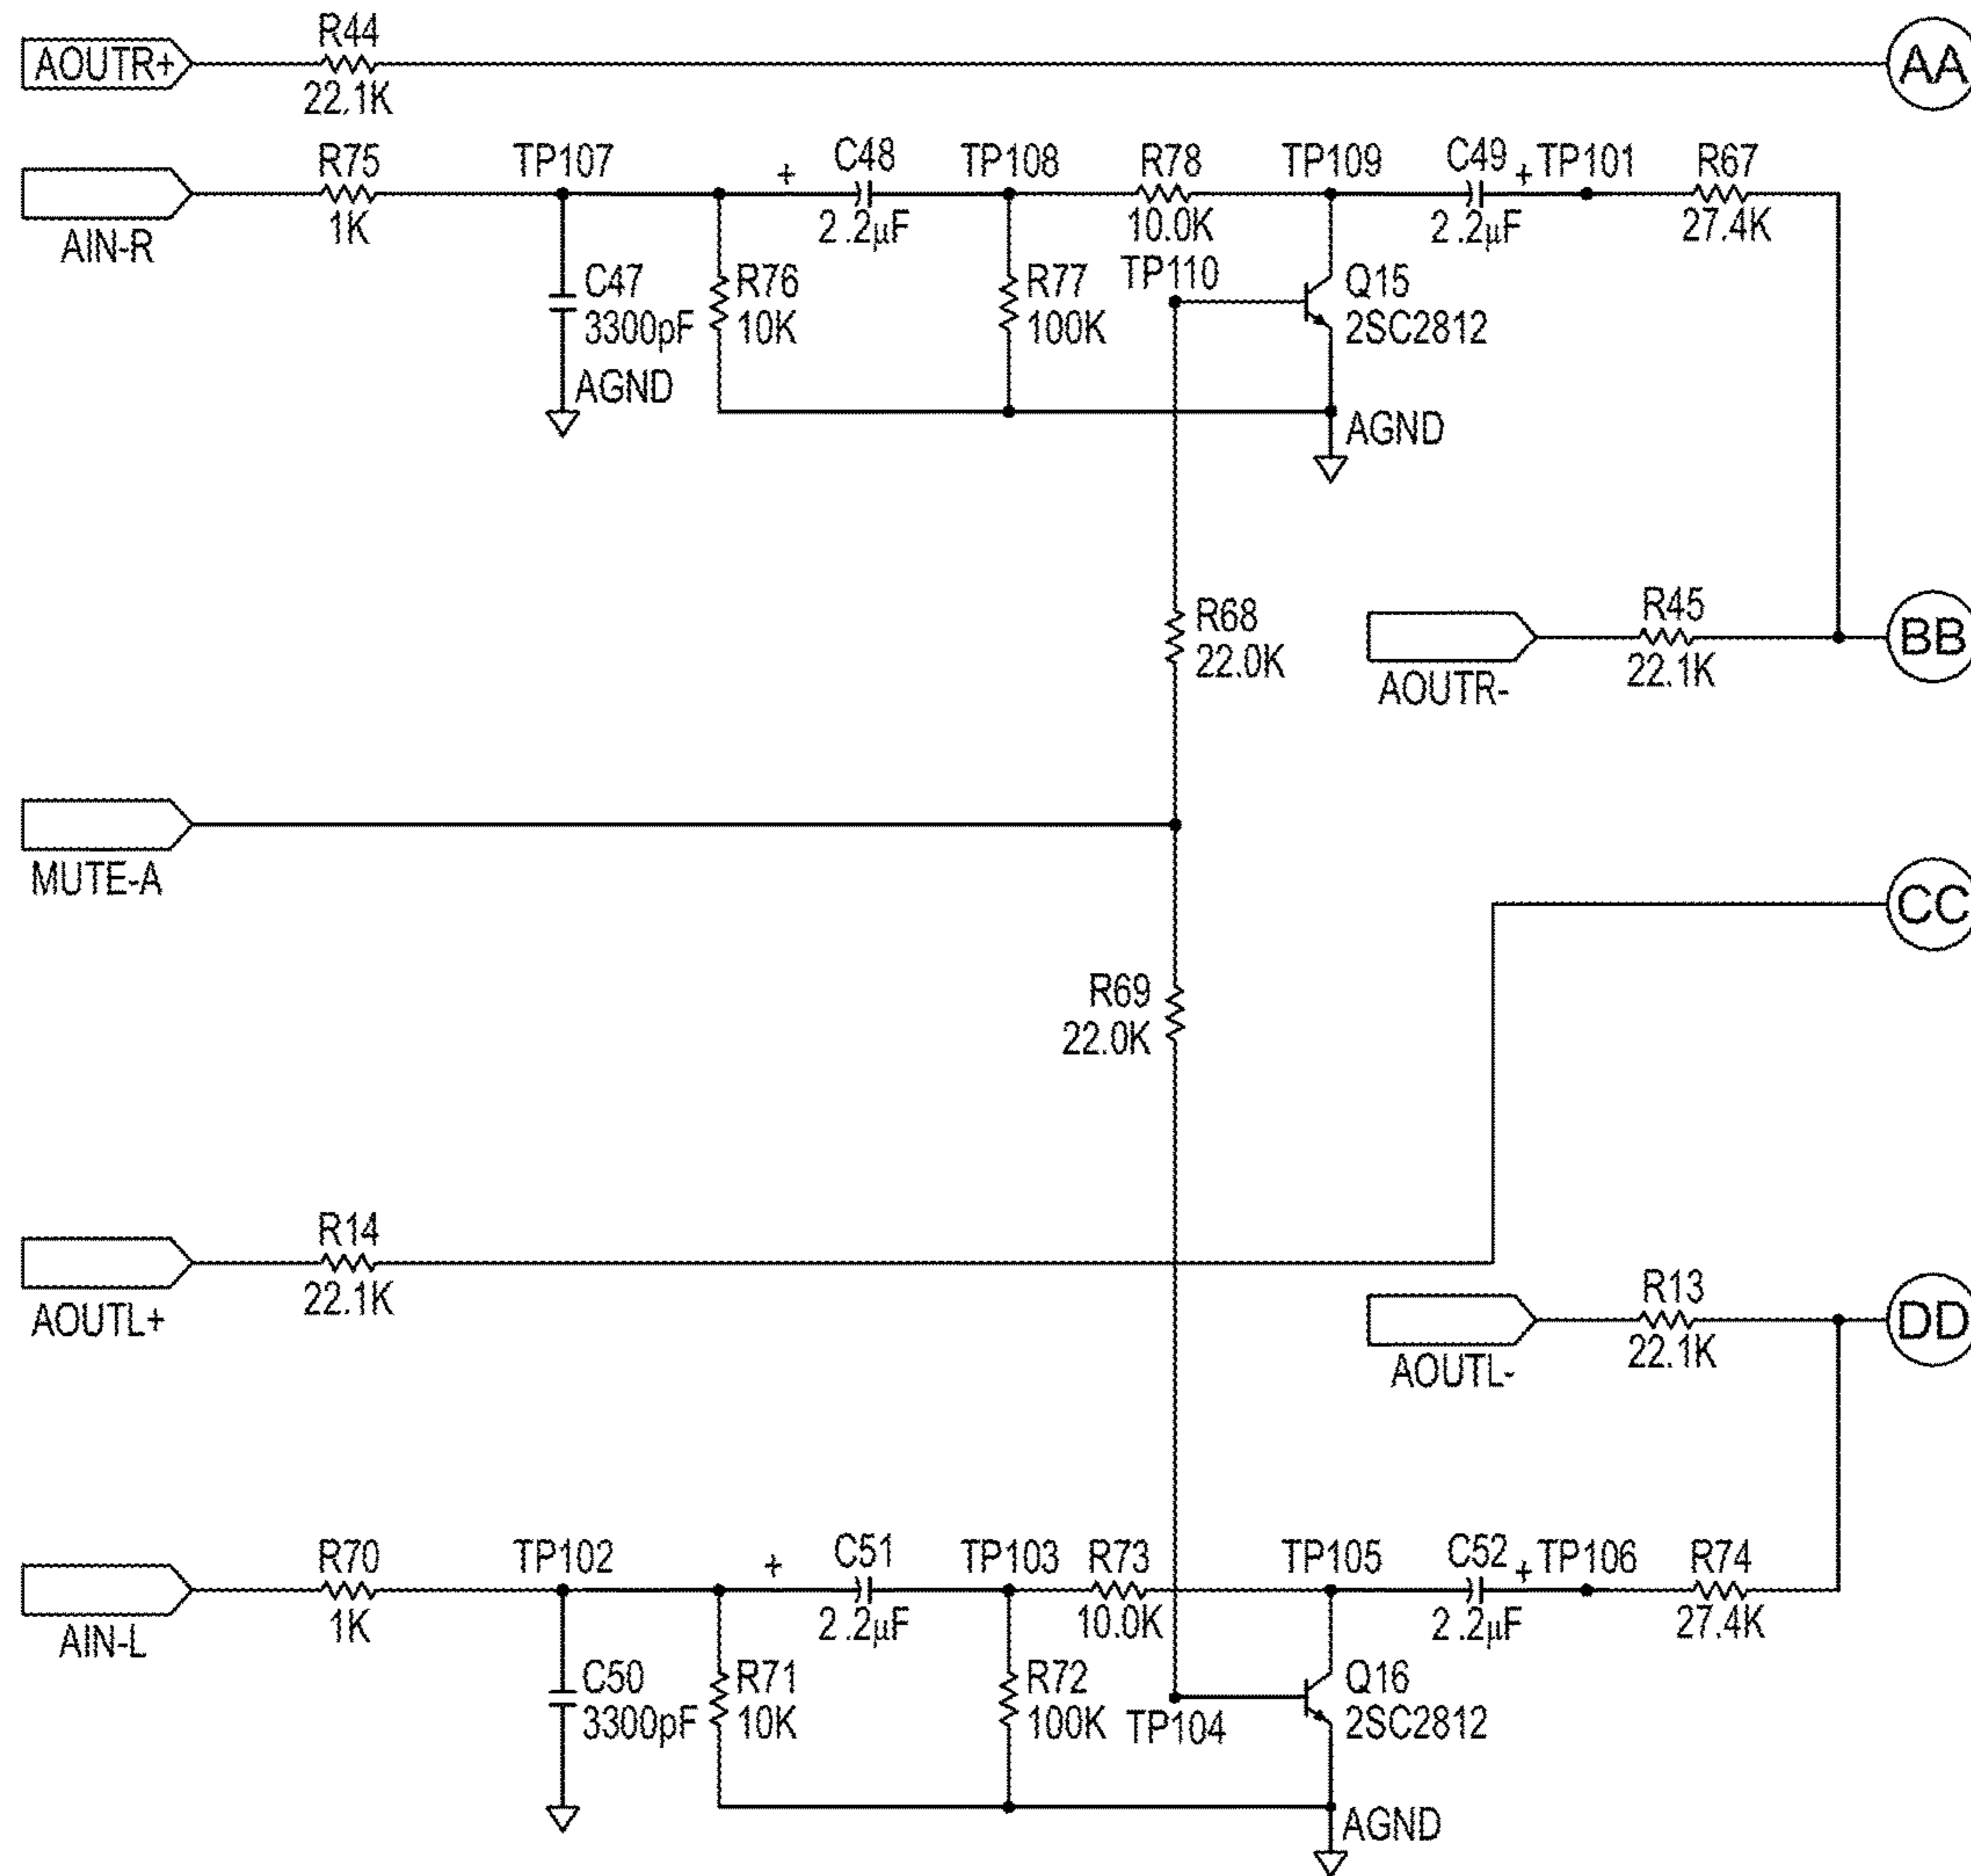 R44
AOUTR+
AA
22.1K
R75
TP107
+
C48
TP108
R78
TP109
C49
+
TP101
R67
1K
2.2µF
10.0K
2.2µF
27.4K
AIN-R
TP110
C47
3300pF
R76
10K
R77
100K
Q15
2SC2812
AGND
AGND
R68
22.0K
R45
22.1K
BB
AOUTR-
MUTE-A
CC
R69
22.0K
R14
22.1K
AOUTL+
R13
22.1K
DD
AOUTL-
R70
TP102
+
C51
TP103
R73
TP105
C52
+
TP106
R74
1K
2.2µF
10.0K
2.2µF
27.4K
AIN-L
C50
3300pF
R71
10K
R72
100K
TP104
Q16
2SC2812
AGND